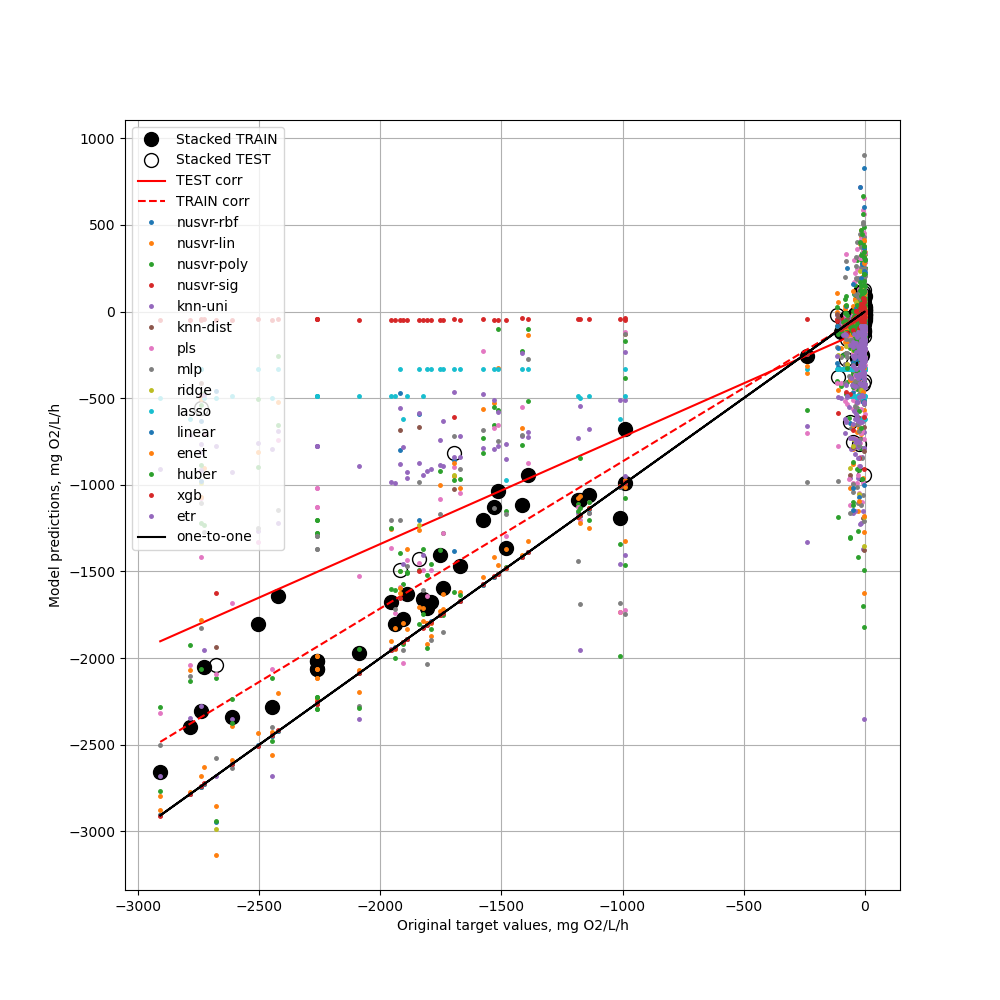 1000
500
0
−500
−1000
−1500
−2000
−2500
−3000
Model predictions, mg O2/L/h
Stacked TRAIN
Stacked TEST
TEST corr
TRAIN corr
nusvr-rbf
nusvr-lin
nusvr-poly
nusvr-sig
knn-uni
knn-dist
pls
mlp
ridge
lasso
linear
enet
huber
xgb
etr
one-to-one
−3000 −2500 −2000 −1500 −1000 −500 0
Original target values, mg O2/L/h